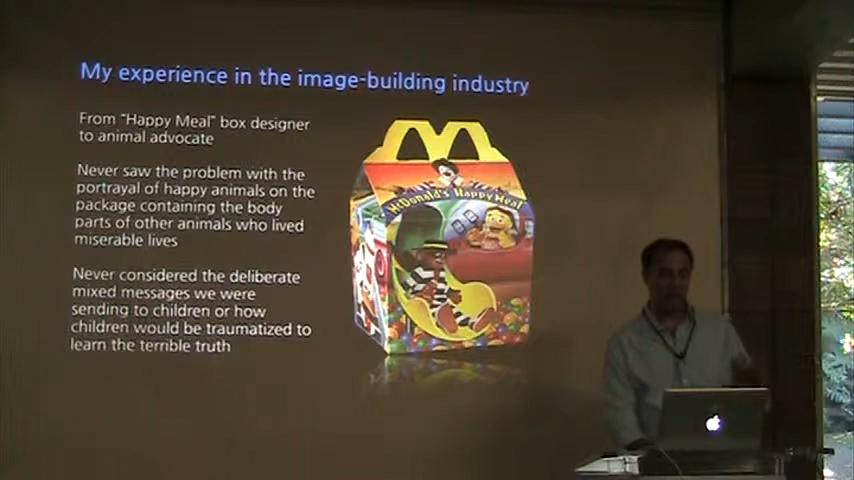 My experience in the image-building industry
From "Happy Meal" box designer
to animal advocate
Never saw the problem with the
portrayal of happy animals on the
package containing the body
parts of other animals who lived
miserable lives
Never considered the deliberate
mixed messages we were
sending to children or how
children would be traumatized to
learn the terrible truth
McDonald's Happy Meal